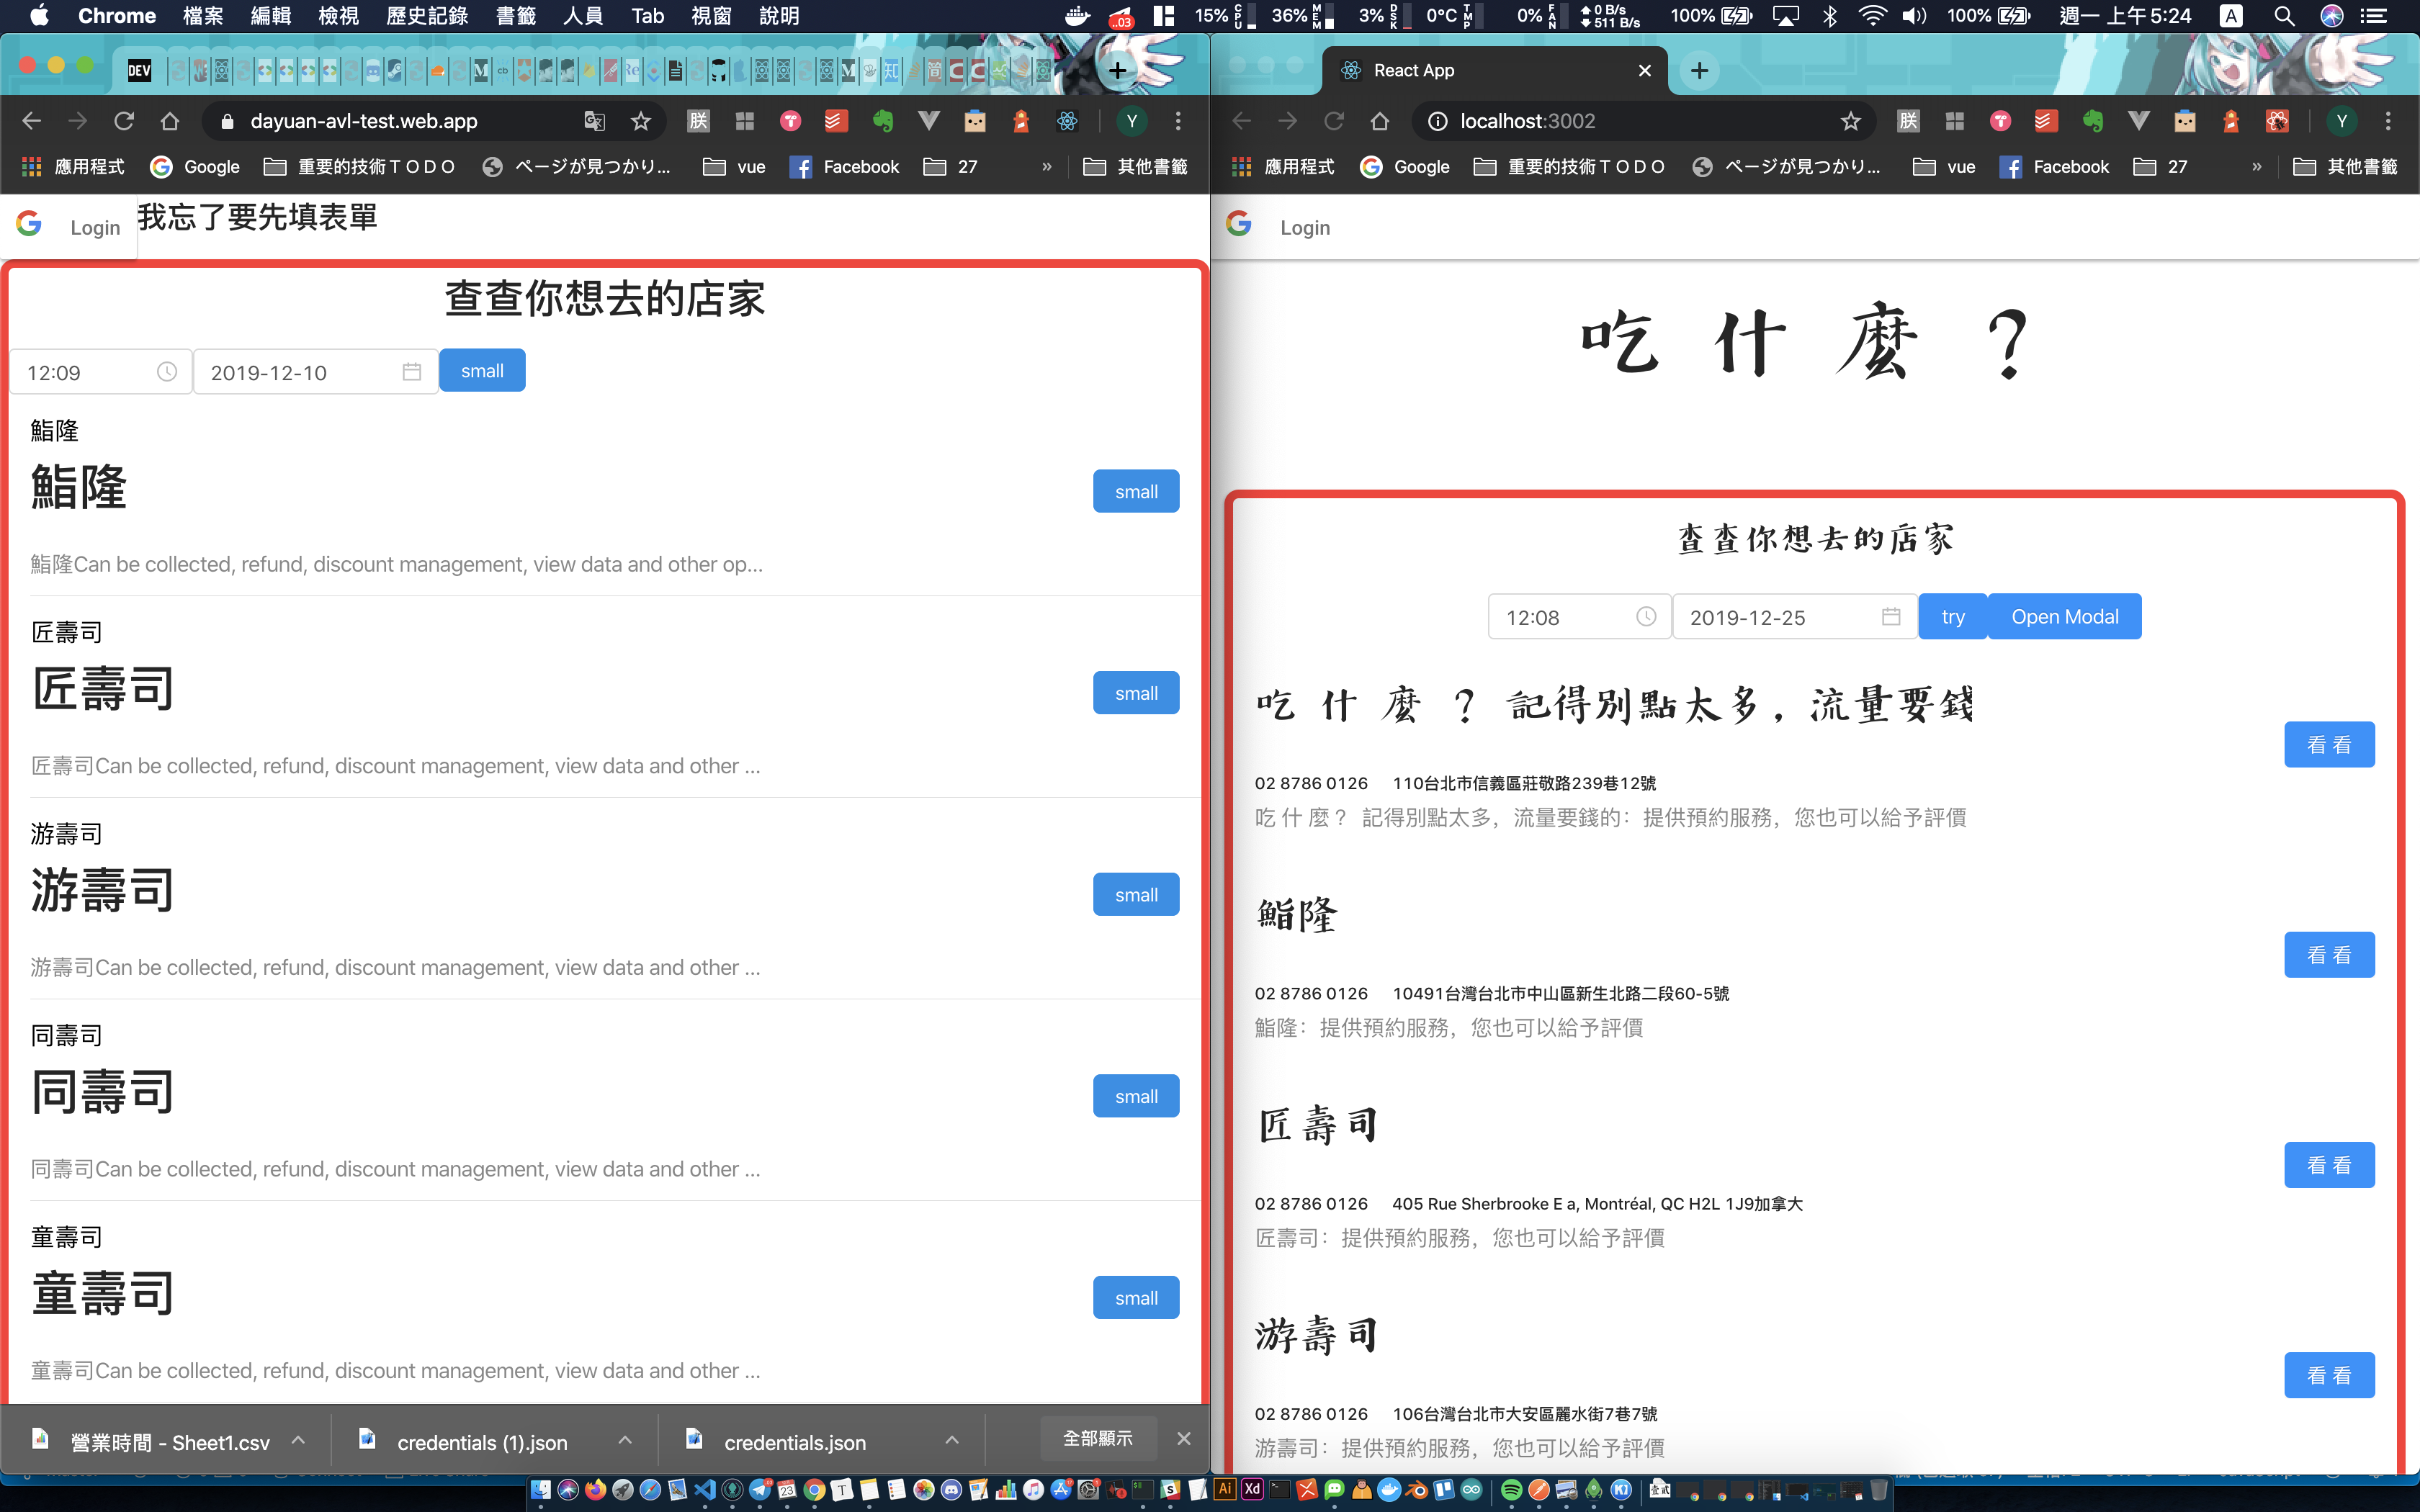 Chrome 檔案 編輯 檢視 歷史記錄 書籤 人員 Tab 視窗 說明
..03 15% CPU 36% MEM 3% DSK 0°C TMP 0% FAN 0 B/s 511 B/s 100% 100% 週一 上午5:24 A
DEV
dayuan-avl-test.web.app
Y
應用程式 Google 重要的技術TODO ページが見つかり... vue Facebook 27 » 其他書籤
Login
我忘了要先填表單
查查你想去的店家
12:09 2019-12-10 small
鮨隆
鮨隆
small
鮨隆Can be collected, refund, discount management, view data and other op...
匠壽司
匠壽司
small
匠壽司Can be collected, refund, discount management, view data and other ...
游壽司
游壽司
small
游壽司Can be collected, refund, discount management, view data and other ...
同壽司
同壽司
small
同壽司Can be collected, refund, discount management, view data and other ...
童壽司
童壽司
small
童壽司Can be collected, refund, discount management, view data and other ...
營業時間 - Sheet1.csv credentials (1).json credentials.json 全部顯示
React App
localhost:3002
Y
應用程式 Google 重要的技術TODO ページが見つかり... vue Facebook 27 » 其他書籤
Login
吃 什 麼 ？
查查你想去的店家
12:08 2019-12-25 try Open Modal
吃 什 麼 ？ 記得別點太多，流量要錢
看 看
02 8786 0126 110台北市信義區莊敬路239巷12號
吃 什 麼？ 記得別點太多，流量要錢的：提供預約服務，您也可以給予評價
鮨隆
看 看
02 8786 0126 10491台灣台北市中山區新生北路二段60-5號
鮨隆：提供預約服務，您也可以給予評價
匠壽司
看 看
02 8786 0126 405 Rue Sherbrooke E a, Montréal, QC H2L 1J9加拿大
匠壽司：提供預約服務，您也可以給予評價
游壽司
看 看
02 8786 0126 106台灣台北市大安區麗水街7巷7號
游壽司：提供預約服務，您也可以給予評價